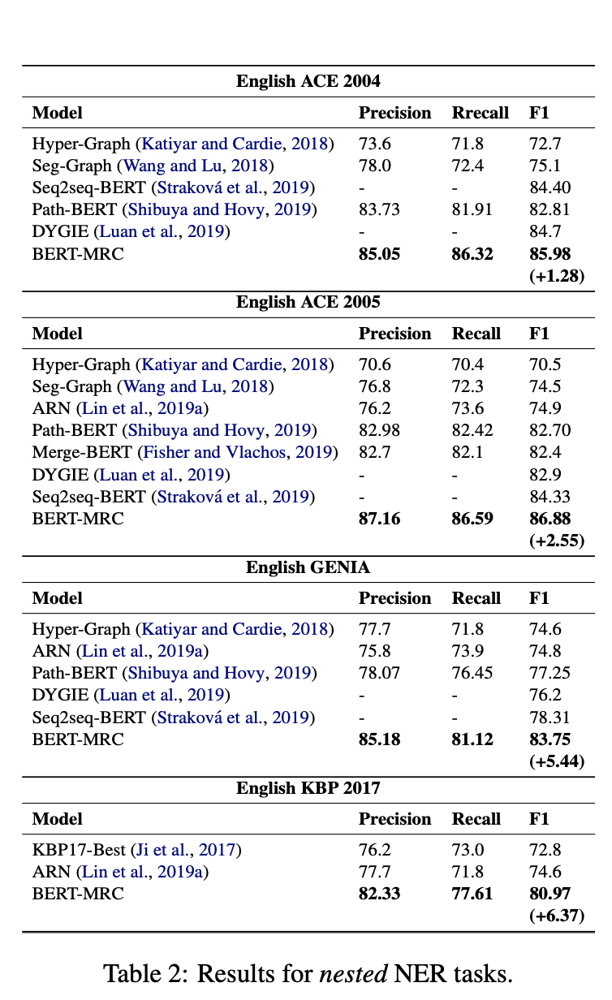 English ACE 2004
Model Precision Rrecall F1
Hyper-Graph (Katiyar and Cardie, 2018) 73.6 71.8 72.7
Seg-Graph (Wang and Lu, 2018) 78.0 72.4 75.1
Seq2seq-BERT (Straková et al., 2019) - - 84.40
Path-BERT (Shibuya and Hovy, 2019) 83.73 81.91 82.81
DYGIE (Luan et al., 2019) - - 84.7
BERT-MRC 85.05 86.32 85.98
(+1.28)
English ACE 2005
Model Precision Recall F1
Hyper-Graph (Katiyar and Cardie, 2018) 70.6 70.4 70.5
Seg-Graph (Wang and Lu, 2018) 76.8 72.3 74.5
ARN (Lin et al., 2019a) 76.2 73.6 74.9
Path-BERT (Shibuya and Hovy, 2019) 82.98 82.42 82.70
Merge-BERT (Fisher and Vlachos, 2019) 82.7 82.1 82.4
DYGIE (Luan et al., 2019) - - 82.9
Seq2seq-BERT (Straková et al., 2019) - - 84.33
BERT-MRC 87.16 86.59 86.88
(+2.55)
English GENIA
Model Precision Recall F1
Hyper-Graph (Katiyar and Cardie, 2018) 77.7 71.8 74.6
ARN (Lin et al., 2019a) 75.8 73.9 74.8
Path-BERT (Shibuya and Hovy, 2019) 78.07 76.45 77.25
DYGIE (Luan et al., 2019) - - 76.2
Seq2seq-BERT (Straková et al., 2019) - - 78.31
BERT-MRC 85.18 81.12 83.75
(+5.44)
English KBP 2017
Model Precision Recall F1
KBP17-Best (Ji et al., 2017) 76.2 73.0 72.8
ARN (Lin et al., 2019a) 77.7 71.8 74.6
BERT-MRC 82.33 77.61 80.97
(+6.37)
Table 2: Results for nested NER tasks.